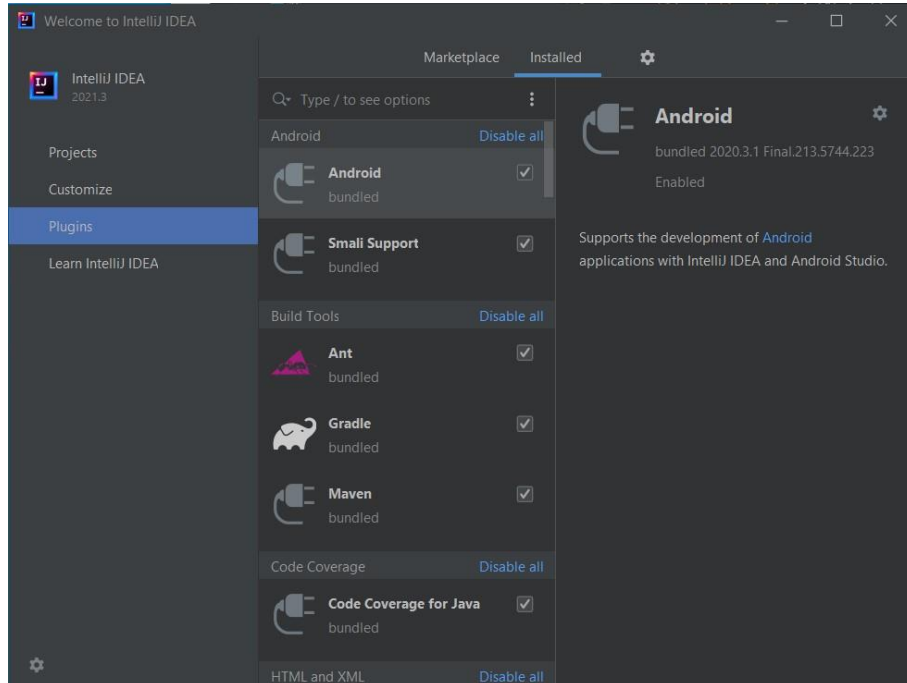 Welcome to IntelliJ IDEA
IntelliJ IDEA
2021.3
Projects
Customize
Plugins
Learn IntelliJ IDEA
Marketplace Installed
Type / to see options
Android Disable all
Android
bundled
Smali Support
bundled
Build Tools Disable all
Ant
bundled
Gradle
bundled
Maven
bundled
Code Coverage Disable all
Code Coverage for Java
bundled
HTML and XML Disable all
Android
bundled 2020.3.1 Final.213.5744.223
Enabled
Supports the development of Android
applications with IntelliJ IDEA and Android Studio.